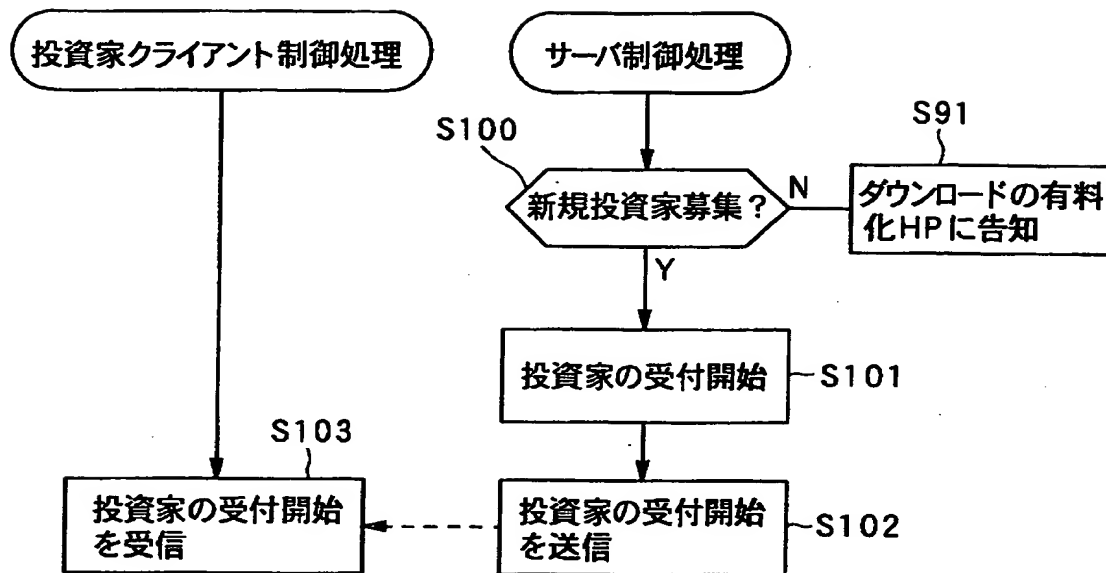 投資家クライアント制御処理
サーバ制御処理
S100
S91
新規投資家募集?
N
ダウンロードの有料
化HPに告知
Y
投資家の受付開始
S101
S103
投資家の受付開始
を受信
投資家の受付開始
を送信
S102